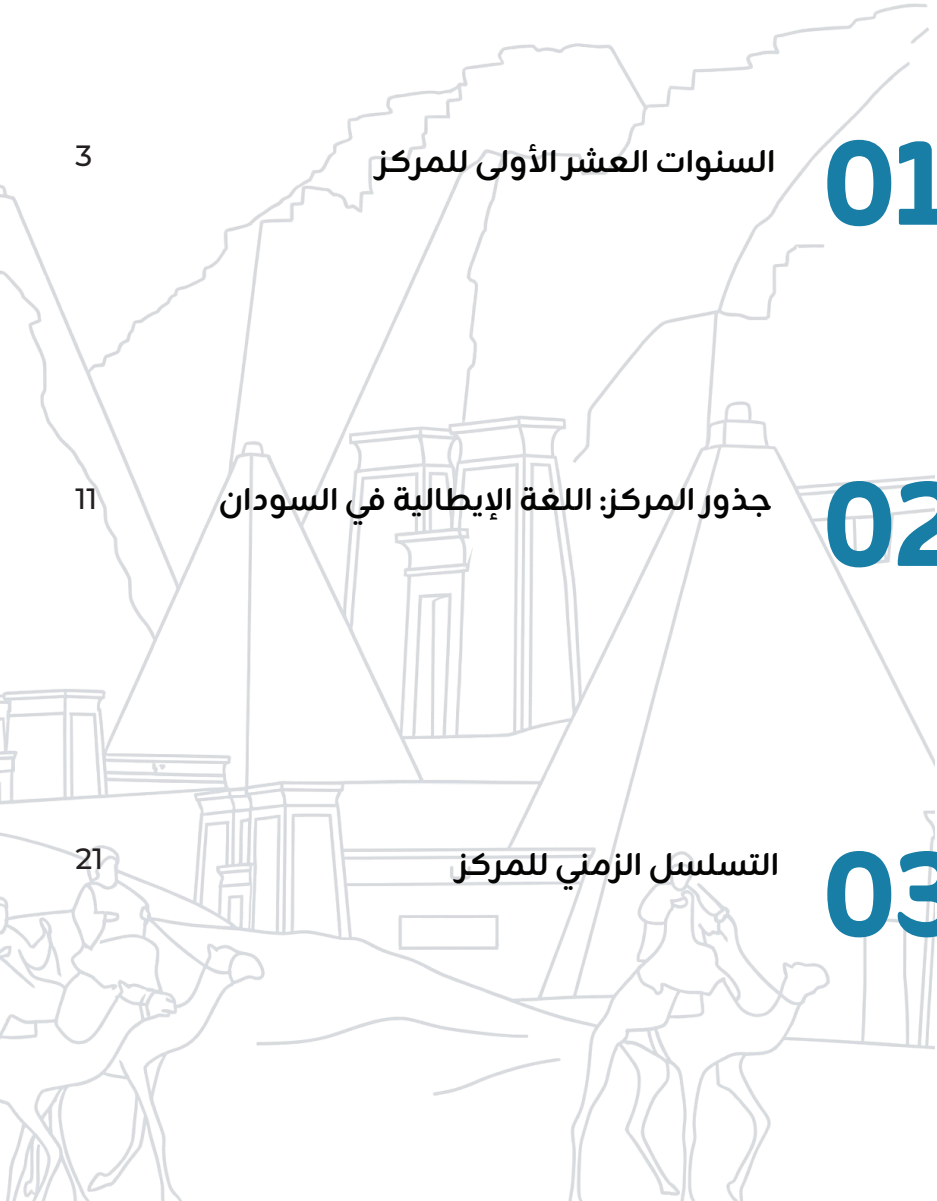 01 السنوات العشر الأولى للمركز 3
02 جذور المركز: اللغة الإيطالية في السودان 11
03 التسلسل الزمني للمركز 21